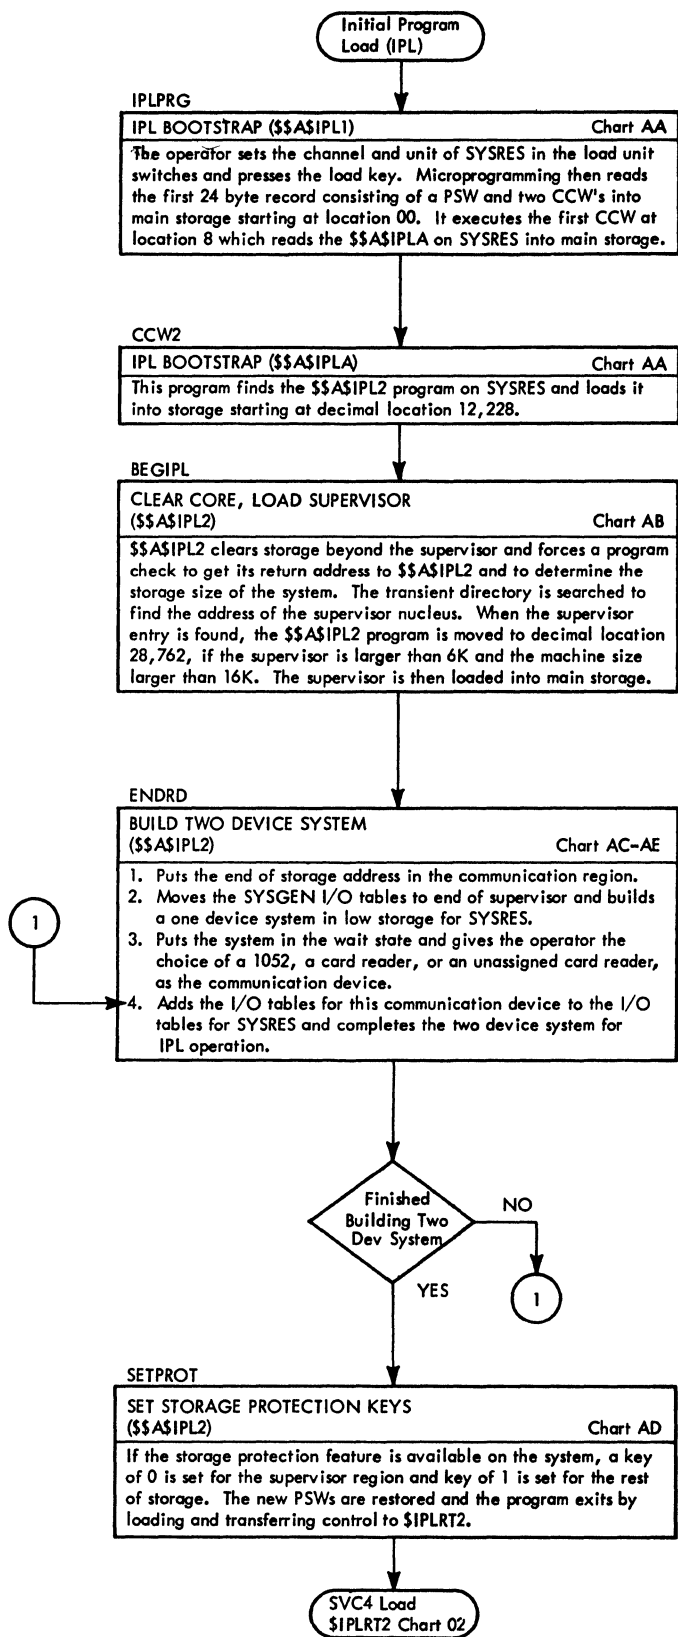 Initial Program
Load (IPL)
IPLPRG
IPL BOOTSTRAP ($$A$IPL1) Chart AA
The operator sets the channel and unit of SYSRES in the load unit
switches and presses the load key. Microprogramming then reads
the first 24 byte record consisting of a PSW and two CCW's into
main storage starting at location 00. It executes the first CCW at
location 8 which reads the $$A$IPLA on SYSRES into main storage.
CCW2
IPL BOOTSTRAP ($$A$IPLA) Chart AA
This program finds the $$A$IPL2 program on SYSRES and loads it
into storage starting at decimal location 12,228.
BEGIPL
CLEAR CORE, LOAD SUPERVISOR
($$A$IPL2) Chart AB
$$A$IPL2 clears storage beyond the supervisor and forces a program
check to get its return address to $$A$IPL2 and to determine the
storage size of the system. The transient directory is searched to
find the address of the supervisor nucleus. When the supervisor
entry is found, the $$A$IPL2 program is moved to decimal location
28,762, if the supervisor is larger than 6K and the machine size
larger than 16K. The supervisor is then loaded into main storage.
ENDRD
BUILD TWO DEVICE SYSTEM
($$A$IPL2) Chart AC-AE
1. Puts the end of storage address in the communication region.
2. Moves the SYSGEN I/O tables to end of supervisor and builds
a one device system in low storage for SYSRES.
3. Puts the system in the wait state and gives the operator the
choice of a 1052, a card reader, or an unassigned card reader,
as the communication device.
1
4. Adds the I/O tables for this communication device to the I/O
tables for SYSRES and completes the two device system for
IPL operation.
Finished
Building Two
Dev System
NO
1
YES
SETPROT
SET STORAGE PROTECTION KEYS
($$A$IPL2) Chart AD
If the storage protection feature is available on the system, a key
of 0 is set for the supervisor region and key of 1 is set for the rest
of storage. The new PSWs are restored and the program exits by
loading and transferring control to $IPLRT2.
SVC4 Load
$IPLRT2 Chart 02